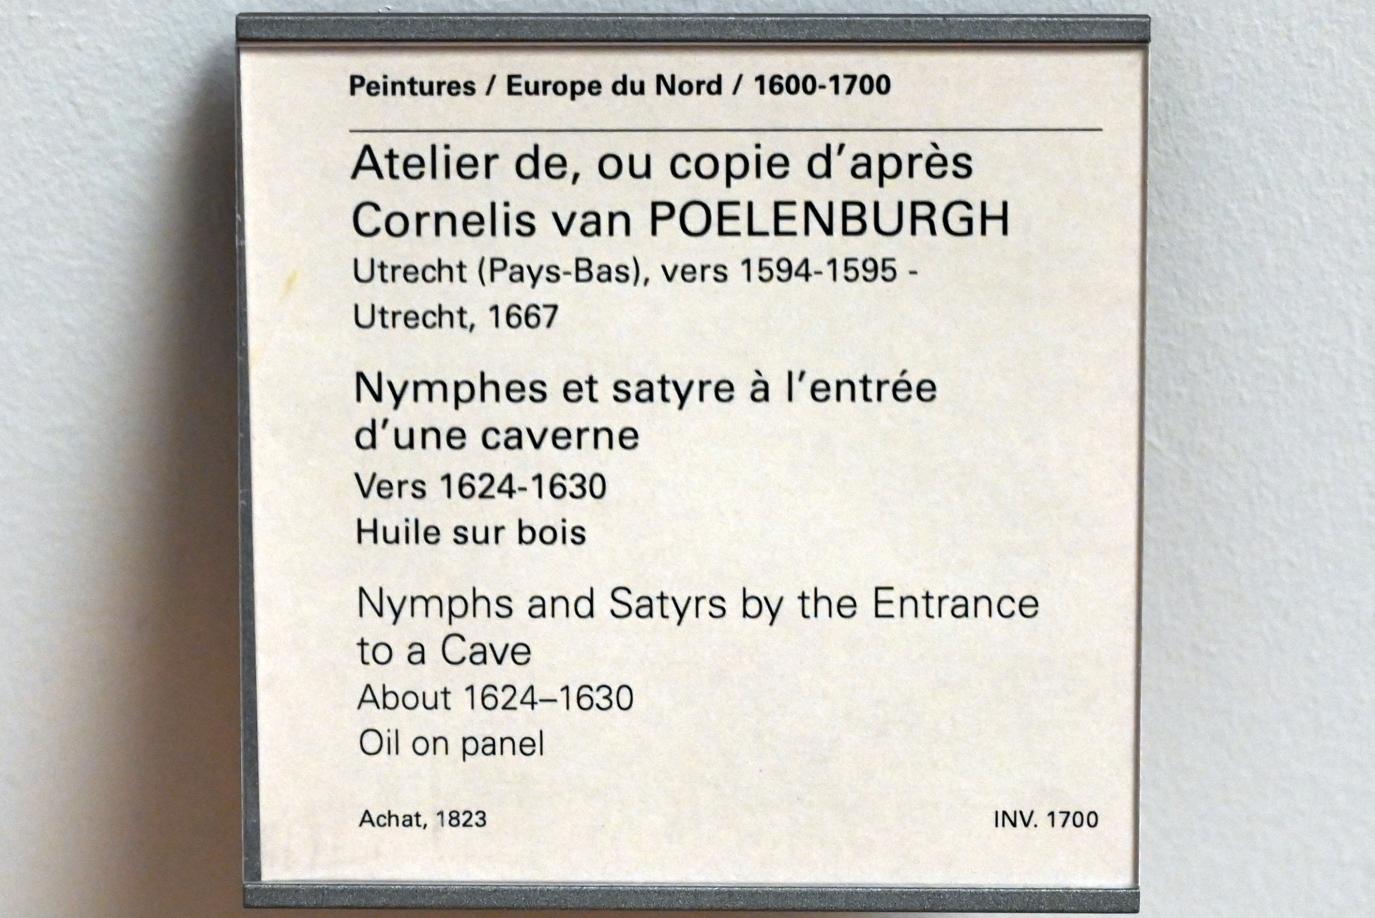 Peintures / Europe du Nord / 1600-1700
Atelier de, ou copie d'après
Cornelis van POELENBURGH
Utrecht (Pays-Bas), vers 1594-1595 -
Utrecht, 1667
Nymphes et satyre à l'entrée
d'une caverne
Vers 1624-1630
Huile sur bois
Nymphs and Satyrs by the Entrance
to a Cave
About 1624–1630
Oil on panel
Achat, 1823 INV. 1700